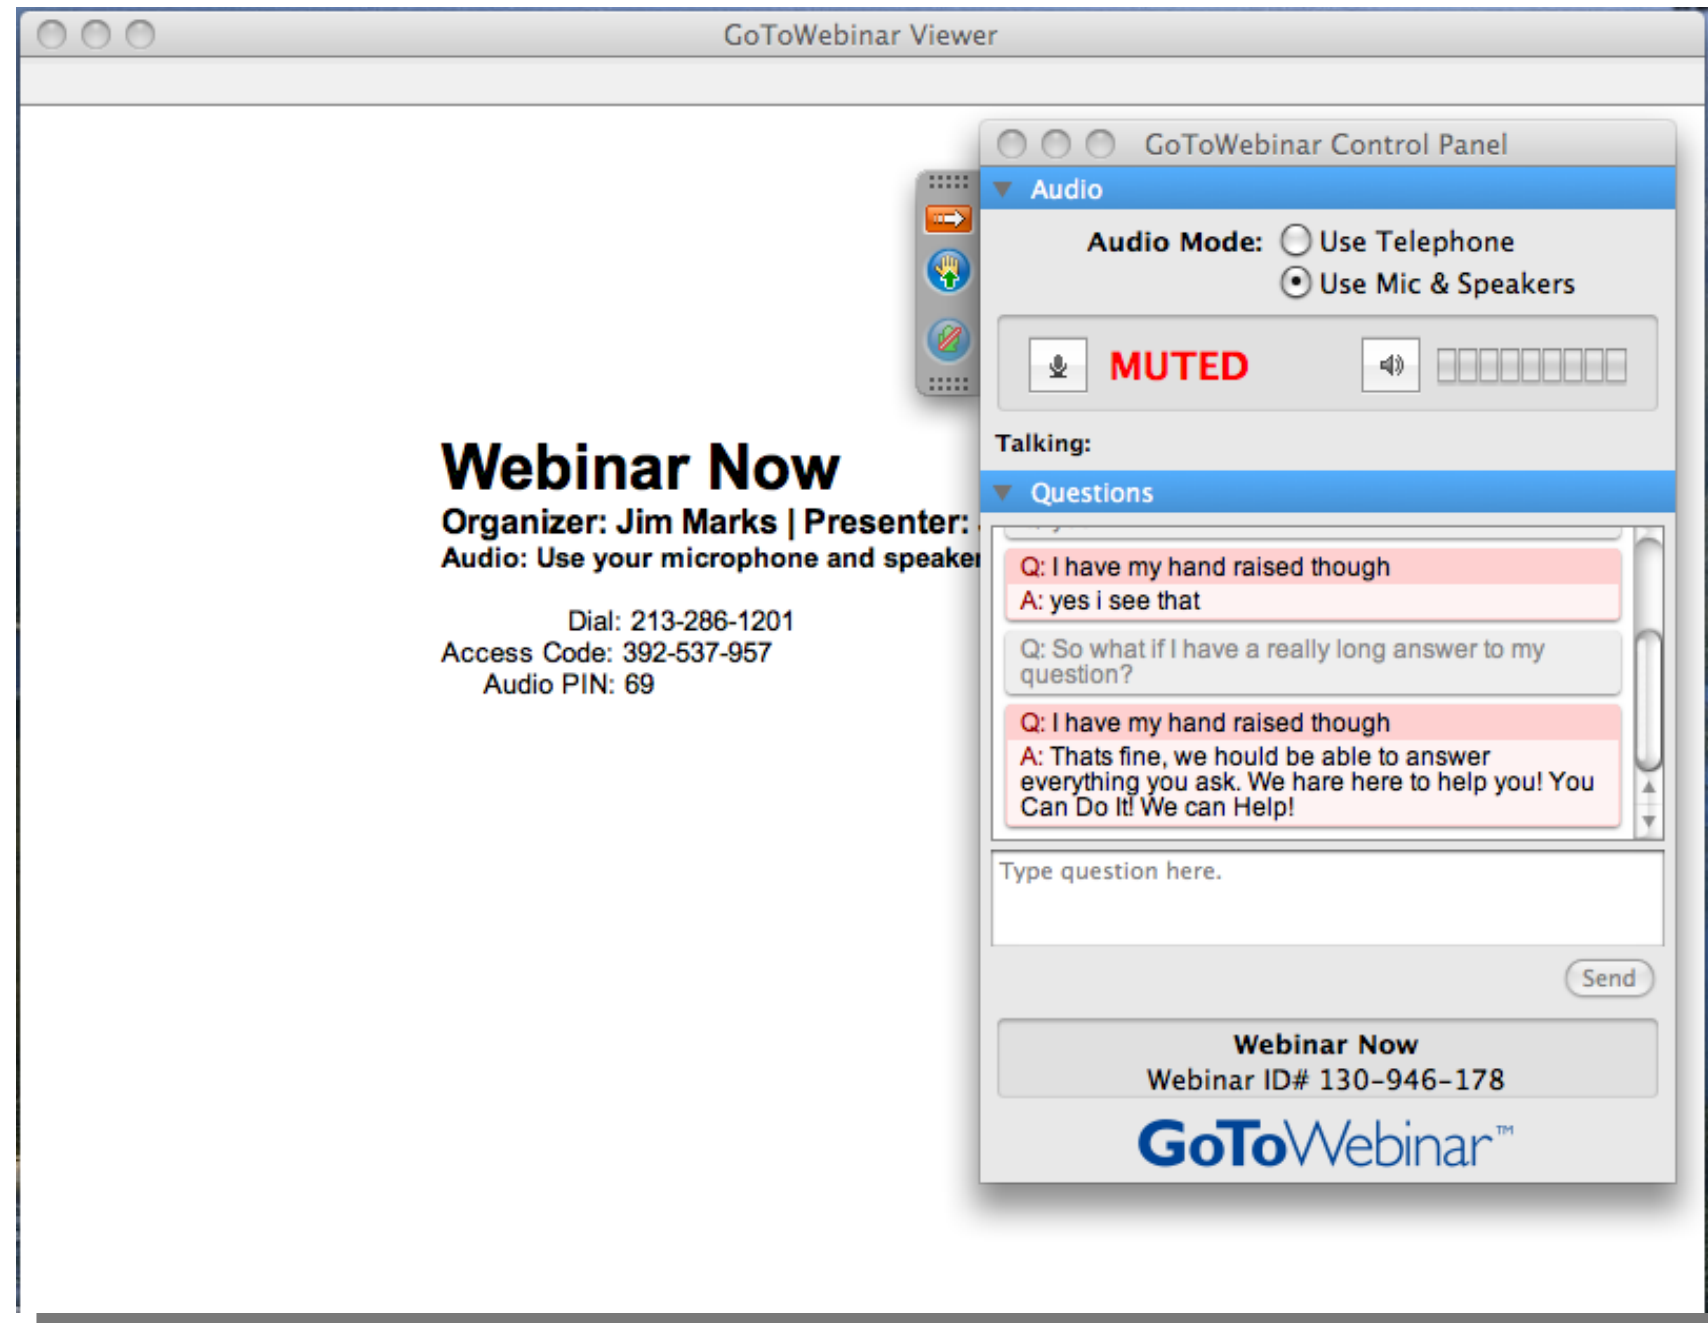 GoToWebinar Viewer
GoToWebinar Control Panel
Audio
Audio Mode: Use Telephone
Use Mic & Speakers
MUTED
Talking:
Webinar Now
Organizer: Jim Marks | Presenter:
Audio: Use your microphone and speaker
Dial: 213-286-1201
Access Code: 392-537-957
Audio PIN: 69
Questions
Q: I have my hand raised though
A: yes i see that
Q: So what if I have a really long answer to my
question?
Q: I have my hand raised though
A: Thats fine, we hould be able to answer
everything you ask. We hare here to help you! You
Can Do It! We can Help!
Type question here.
Send
Webinar Now
Webinar ID# 130-946-178
GoToWebinar™